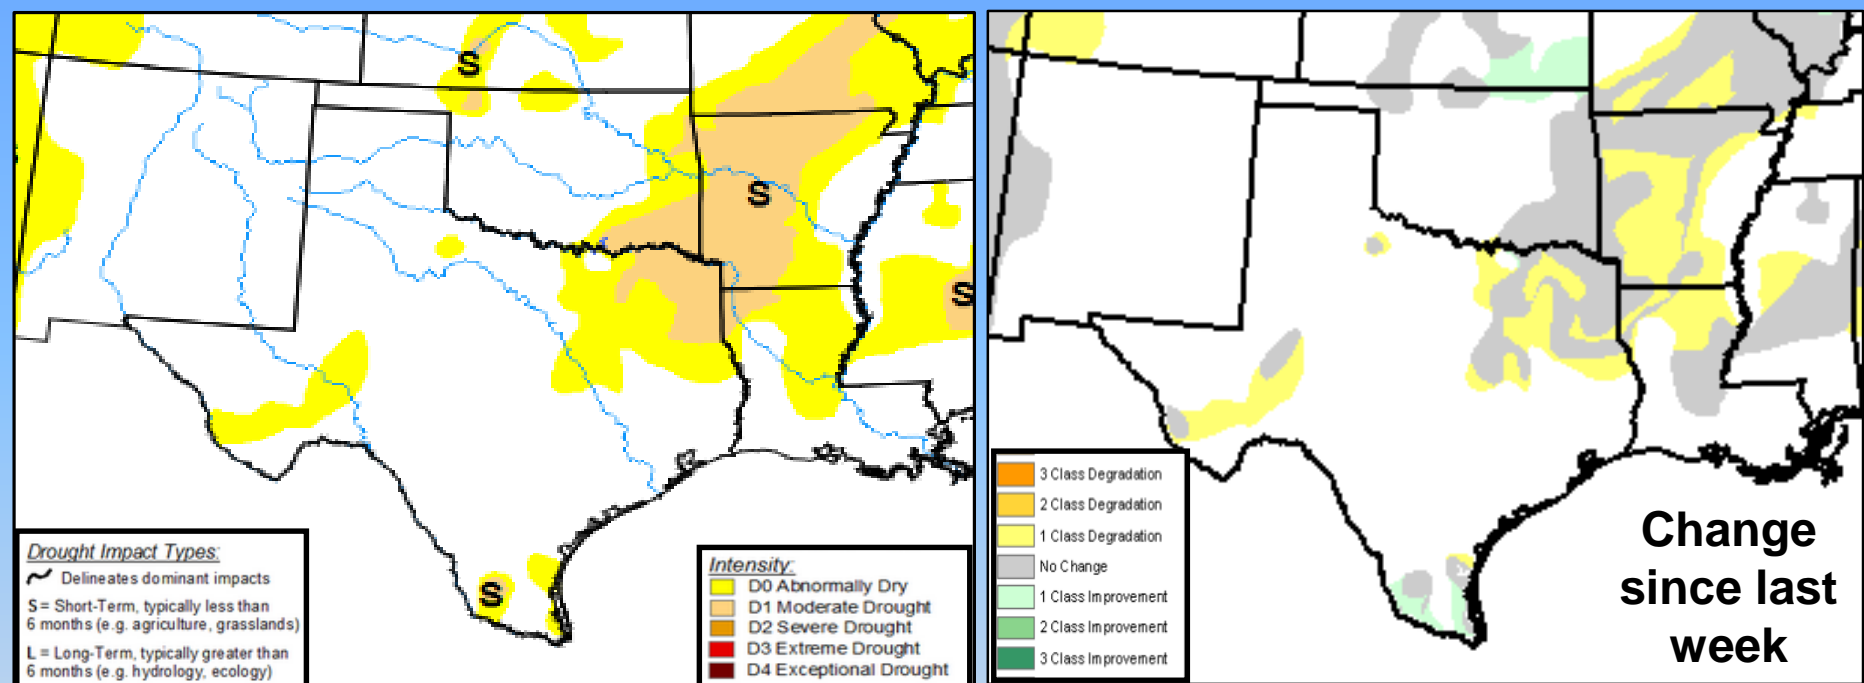 S
S
S
S
Drought Impact Types:
Delineates dominant impacts
S = Short-Term, typically less than
6 months (e.g. agriculture, grasslands)
L = Long-Term, typically greater than
6 months (e.g. hydrology, ecology)
Intensity:
D0 Abnormally Dry
D1 Moderate Drought
D2 Severe Drought
D3 Extreme Drought
D4 Exceptional Drought
3 Class Degradation
2 Class Degradation
1 Class Degradation
No Change
1 Class Improvement
2 Class Improvement
3 Class Improvement
Change
since last
week